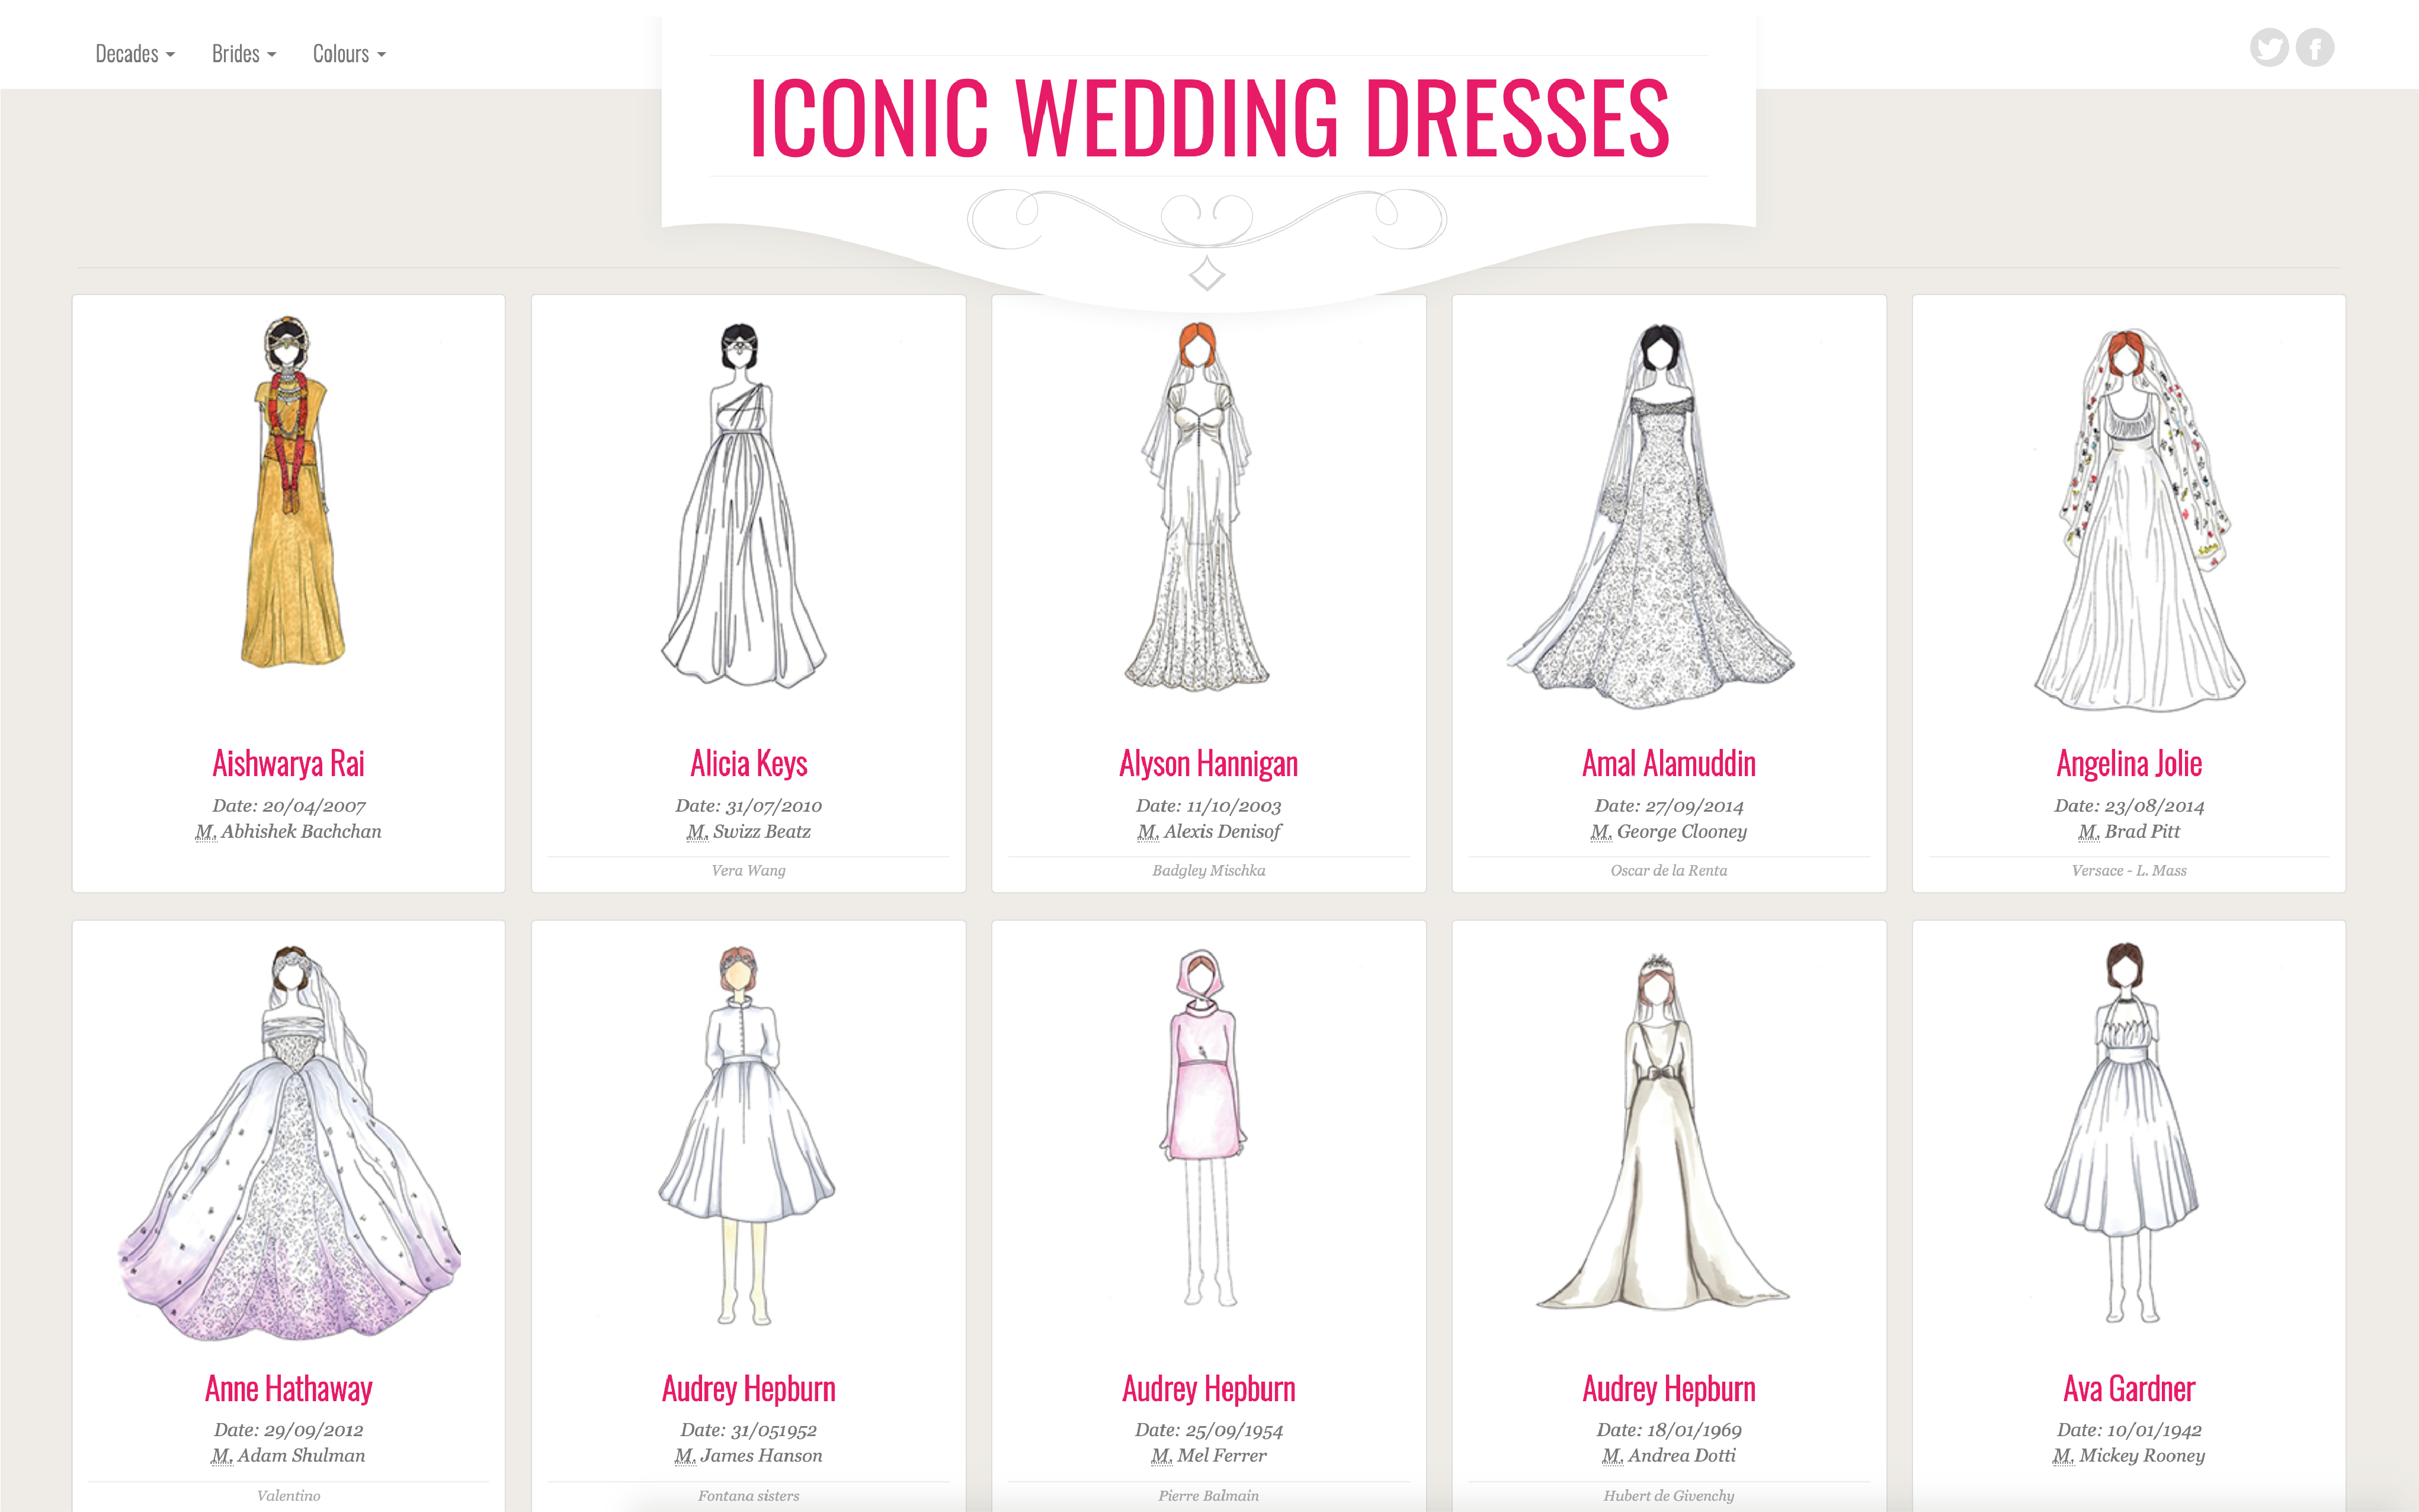 Decades
Brides
Colours
ICONIC WEDDING DRESSES
Aishwarya Rai
Date: 20/04/2007
M. Abhishek Bachchan
Alicia Keys
Date: 31/07/2010
M. Swizz Beatz
Vera Wang
Alyson Hannigan
Date: 11/10/2003
M. Alexis Denisof
Badgley Mischka
Amal Alamuddin
Date: 27/09/2014
M. George Clooney
Oscar de la Renta
Angelina Jolie
Date: 23/08/2014
M. Brad Pitt
Versace - L. Mass
Anne Hathaway
Date: 29/09/2012
M. Adam Shulman
Valentino
Audrey Hepburn
Date: 31/051952
M. James Hanson
Fontana sisters
Audrey Hepburn
Date: 25/09/1954
M. Mel Ferrer
Pierre Balmain
Audrey Hepburn
Date: 18/01/1969
M. Andrea Dotti
Hubert de Givenchy
Ava Gardner
Date: 10/01/1942
M. Mickey Rooney